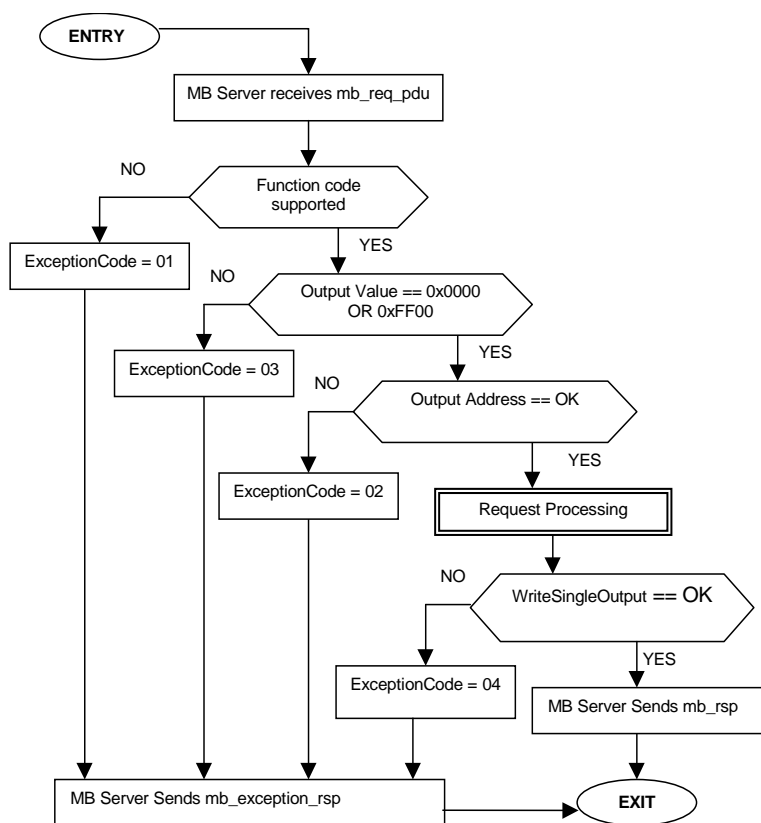 ENTRY
MB Server receives mb_req_pdu
NO
Function code
supported
YES
ExceptionCode = 01
NO
Output Value == 0x0000
OR 0xFF00
YES
ExceptionCode = 03
NO
Output Address == OK
YES
ExceptionCode = 02
Request Processing
NO
WriteSingleOutput == OK
YES
ExceptionCode = 04
MB Server Sends mb_rsp
MB Server Sends mb_exception_rsp
EXIT